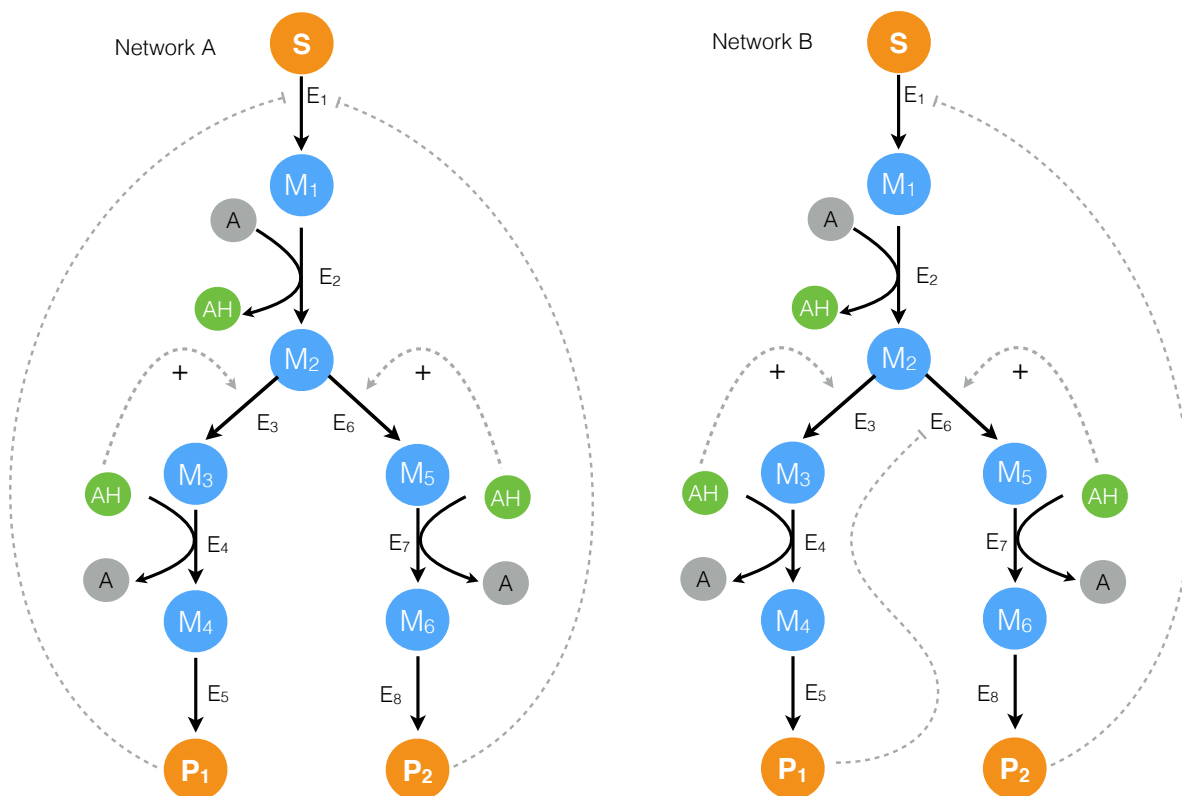 Network A
S
E₁
M₁
A
E₂
AH
M₂
+
+
E₃
E₆
M₃
M₅
AH
AH
E₄
E₇
A
A
M₄
M₆
E₅
E₈
P₁
P₂
Network B
S
E₁
M₁
A
E₂
AH
M₂
+
+
E₃
E₆
M₃
M₅
AH
AH
E₄
E₇
A
A
M₄
M₆
E₅
E₈
P₁
P₂